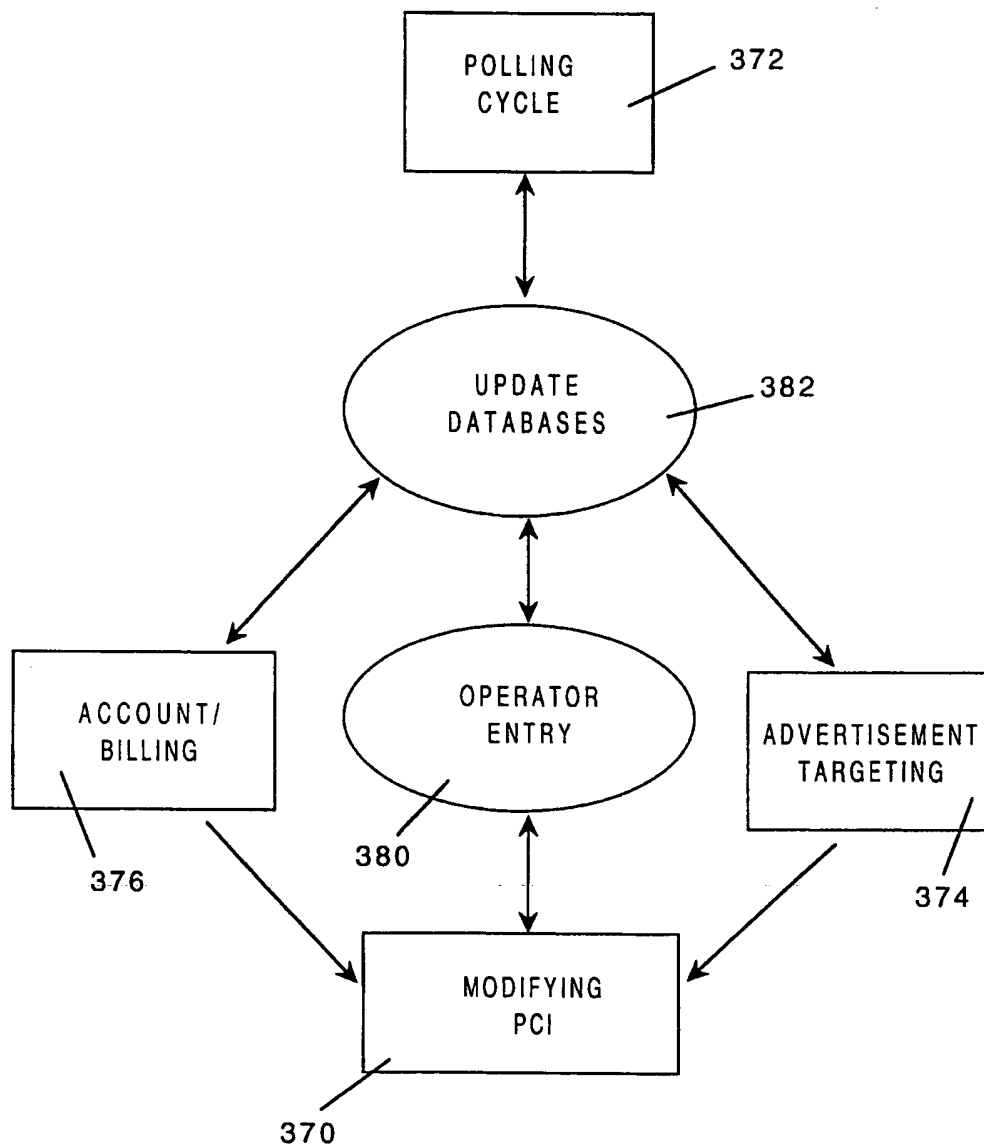 POLLING
CYCLE
372
UPDATE
DATABASES
382
ACCOUNT/
BILLING
376
OPERATOR
ENTRY
380
ADVERTISEMENT
TARGETING
374
MODIFYING
PCI
370